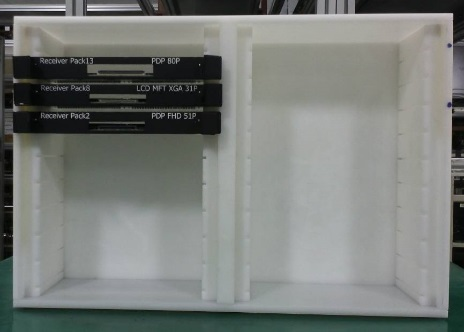 Receiver Pack13 PDP 80P
Receiver Pack8 LCD MFT XGA 31P
Receiver Pack2 PDP FHD 51P